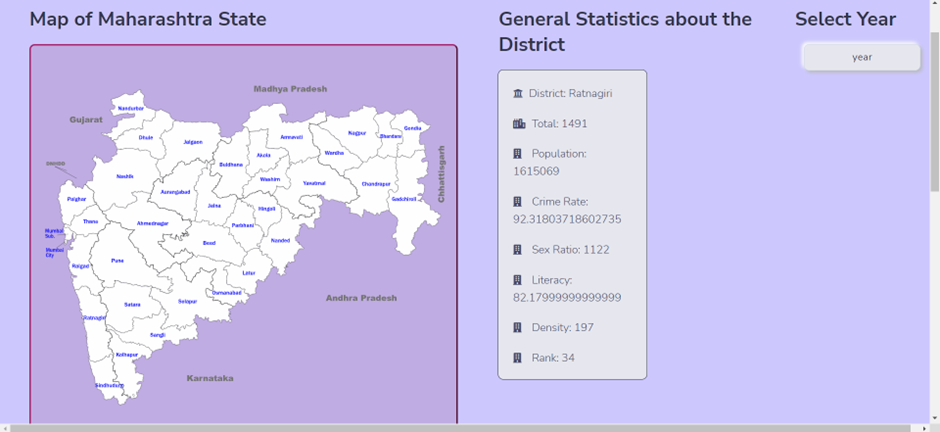 Map of Maharashtra State
General Statistics about the
District
Select Year
year
District: Ratnagiri
Total: 1491
Population:
1615069
Crime Rate:
92.31803718602735
Sex Ratio: 1122
Literacy:
82.17999999999999
Density: 197
Rank: 34
Madhya Pradesh
Gujarat
Chhattisgarh
Andhra Pradesh
Karnataka
Nandurbar
Dhule
Jalgaon
Buldhana
Akola
Amravati
Nagpur
Bhandara
Gondia
Wardha
Nashik
Aurangabad
Washim
Yavatmal
Chandrapur
Gadchiroli
Palghar
Thane
Jalna
Hingoli
Parbhani
Nanded
Ahmednagar
Beed
Mumbai
Sub.
Mumbai
City
Raigad
Pune
Latur
Osmanabad
Solapur
Satara
Ratnagiri
Sangli
Kolhapur
Sindhudurg